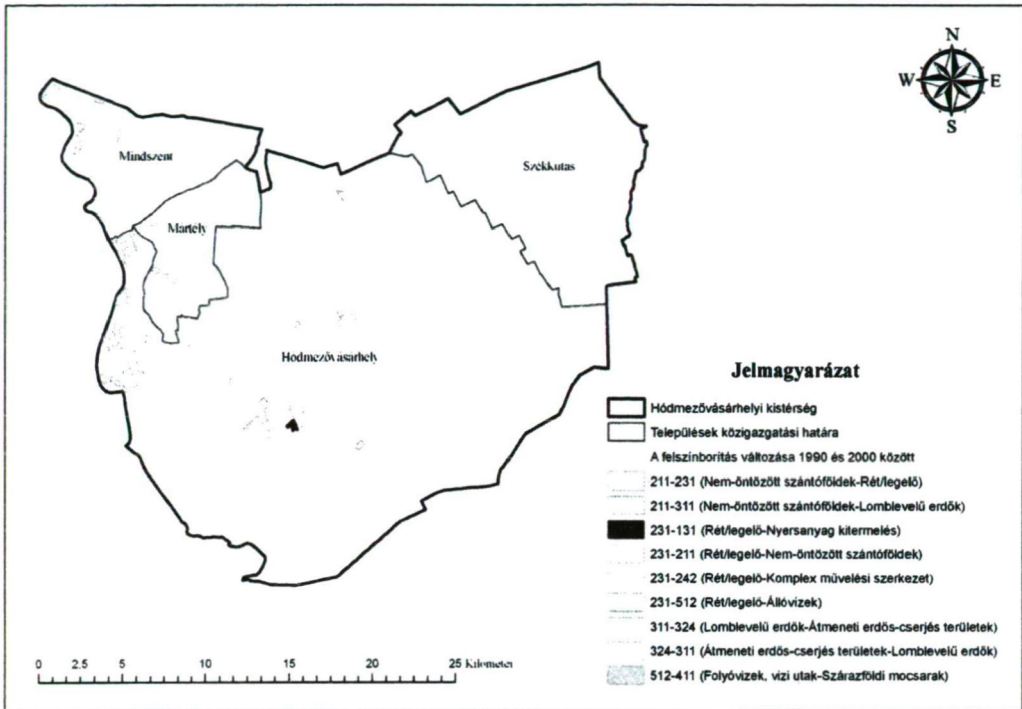 N
W E
S
Mindszent
Székkutas
Mártély
Hódmezővásárhely
Jelmagyarázat
Hódmezővásárhelyi kistérség
Települések közigazgatási határa
A felszínborítás változása 1990 és 2000 között
211-231 (Nem-öntözött szántóföldek-Rét/legelő)
211-311 (Nem-öntözött szántóföldek-Lomblevelű erdők)
231-131 (Rét/legelő-Nyersanyag kitermelés)
231-211 (Rét/legelő-Nem-öntözött szántóföldek)
231-242 (Rét/legelő-Komplex művelési szerkezet)
231-512 (Rét/legelő-Állóvizek)
311-324 (Lomblevelű erdők-Átmeneti erdős-cserjés területek)
324-311 (Átmeneti erdős-cserjés területek-Lomblevelű erdők)
512-411 (Folyóvizek, vizi utak-Szárazföldi mocsarak)
0 2.5 5 10 15 20 25 Kilometer